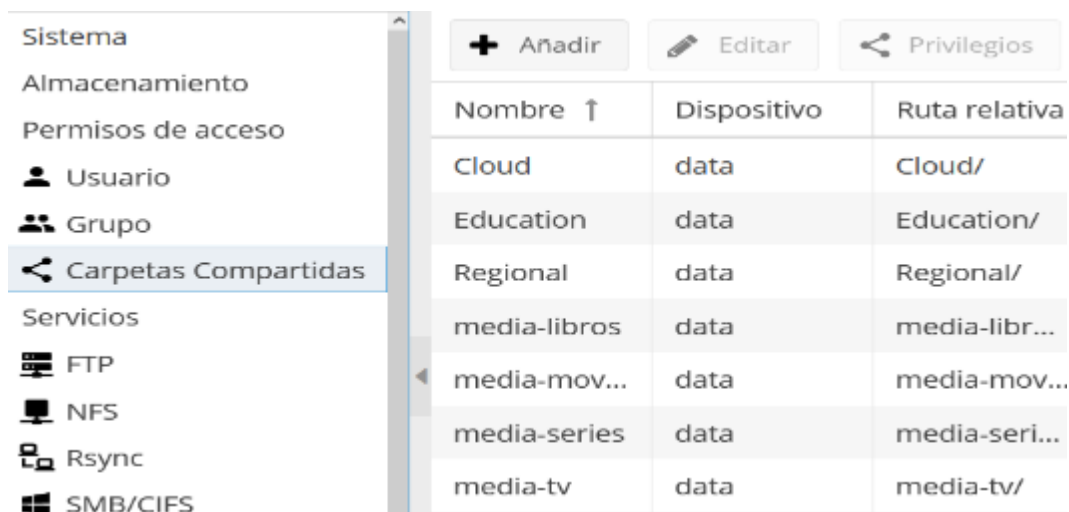 Sistema
Almacenamiento
Permisos de acceso
Usuario
Grupo
Carpetas Compartidas
Servicios
FTP
NFS
Rsync
SMB/CIFS
Añadir Editar Privilegios
Nombre ↑ Dispositivo Ruta relativa
Cloud data Cloud/
Education data Education/
Regional data Regional/
media-libros data media-libr...
media-mov... data media-mov...
media-series data media-seri...
media-tv data media-tv/